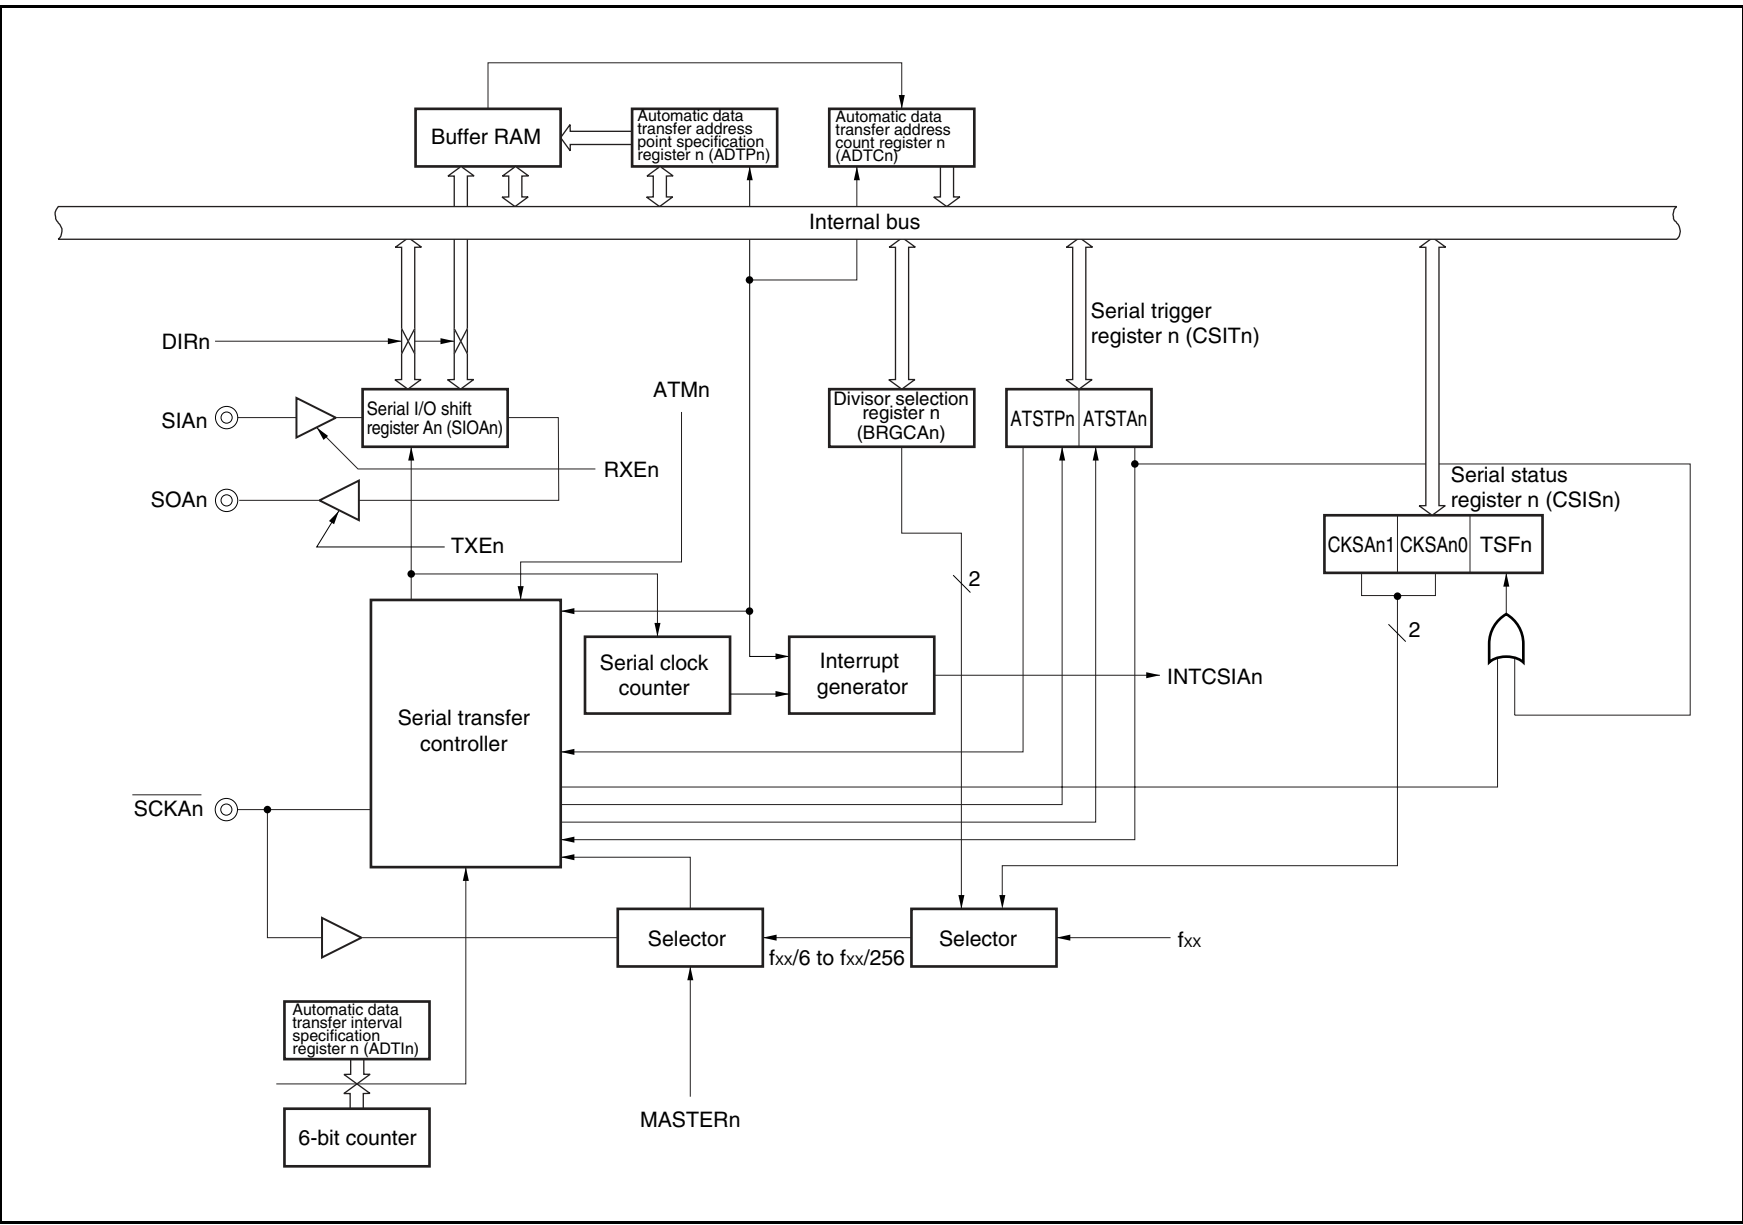 Buffer RAM
Automatic data
transfer address
point specification
register n (ADTPn)
Automatic data
transfer address
count register n
(ADTCn)
Internal bus
DIRn
Serial trigger
register n (CSITn)
SIAn
Serial I/O shift
register An (SIOAn)
ATMn
Divisor selection
register n
(BRGCAn)
ATSTPn
ATSTAn
RXEn
SOAn
Serial status
register n (CSISn)
TXEn
CKSAn1
CKSAn0
TSFn
2
2
Serial clock
counter
Interrupt
generator
INTCSIAn
Serial transfer
controller
SCKAn
Selector
fxx/6 to fxx/256
Selector
fxx
Automatic data
transfer interval
specification
register n (ADTIn)
MASTERn
6-bit counter